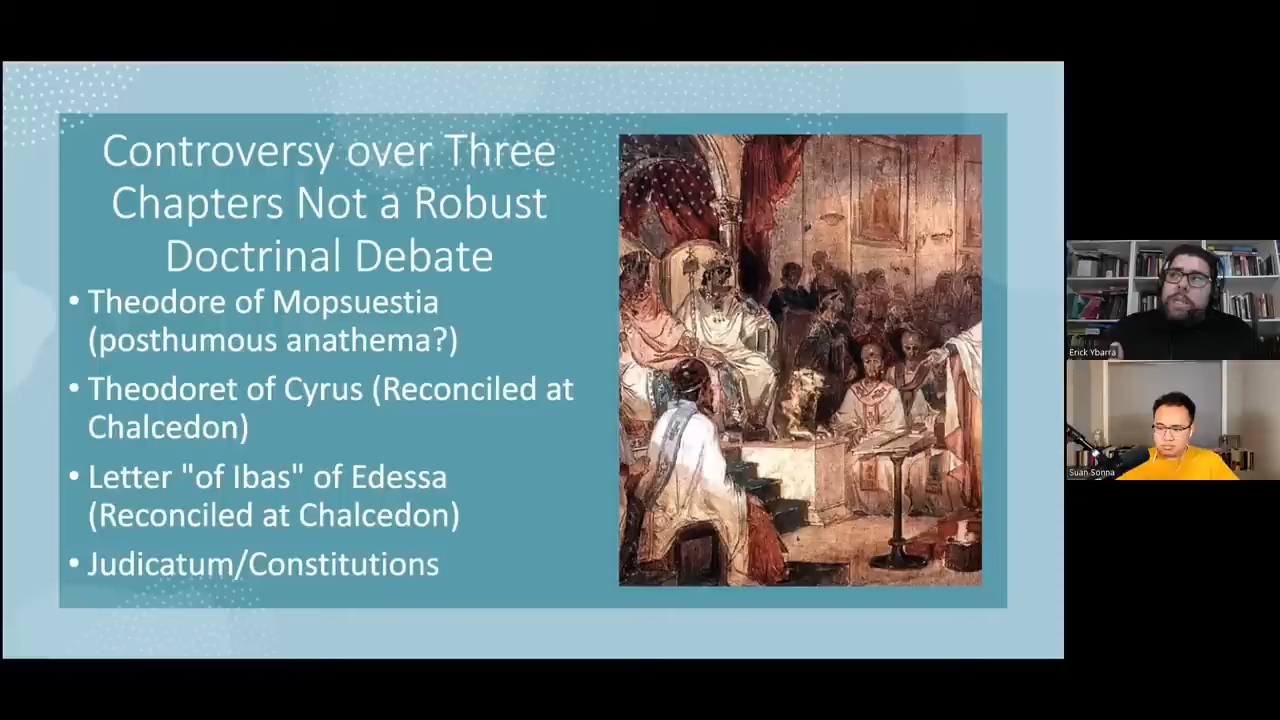 Controversy over Three
Chapters Not a Robust
Doctrinal Debate
• Theodore of Mopsuestia
(posthumous anathema?)
• Theodoret of Cyrus (Reconciled at
Chalcedon)
• Letter "of Ibas" of Edessa
(Reconciled at Chalcedon)
• Judicatum/Constitutions
Erick Ybarra
Suan Sonna